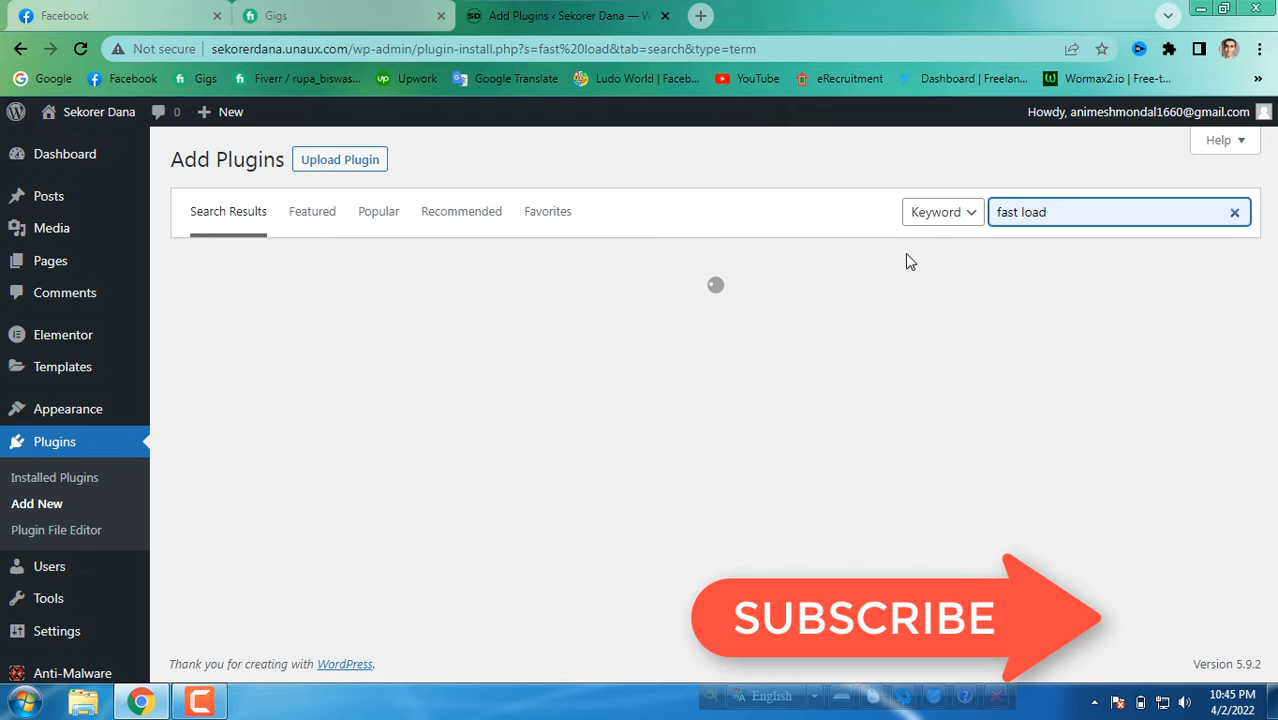 Facebook
Gigs
SD Add Plugins ‹ Sekorer Dana — W
Not secure sekorerdana.unaux.com/wp-admin/plugin-install.php?s=fast%20load&tab=search&type=term
Google
Facebook
Gigs
Fiverr / rupa_biswas...
Upwork
Google Translate
Ludo World | Faceb...
YouTube
eRecruitment
Dashboard | Freelan...
Wormax2.io | Free-t...
»
Sekorer Dana
0
New
Howdy, animeshmondal1660@gmail.com
Help
Dashboard
Posts
Media
Pages
Comments
Elementor
Templates
Appearance
Plugins
Installed Plugins
Add New
Plugin File Editor
Users
Tools
Settings
Anti-Malware
Add Plugins
Upload Plugin
Search Results
Featured
Popular
Recommended
Favorites
Keyword
fast load
SUBSCRIBE
Thank you for creating with WordPress.
Version 5.9.2
English
10:45 PM
4/2/2022